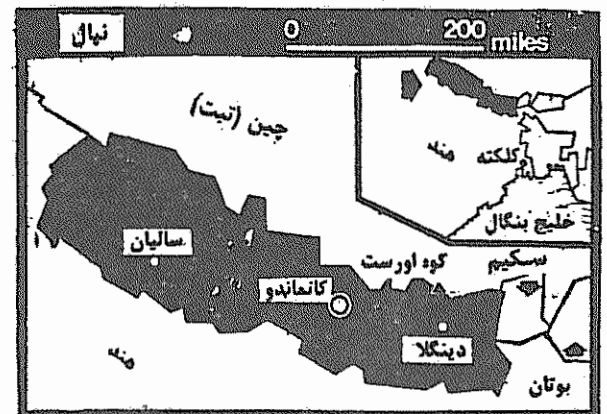 نپال
0 200 miles
چین (تبت)
هند
کلکته
خلیج بنگال
سالیان
کوه اورست
سکیم
کاتماندو
دینگلا
هند
بوتان